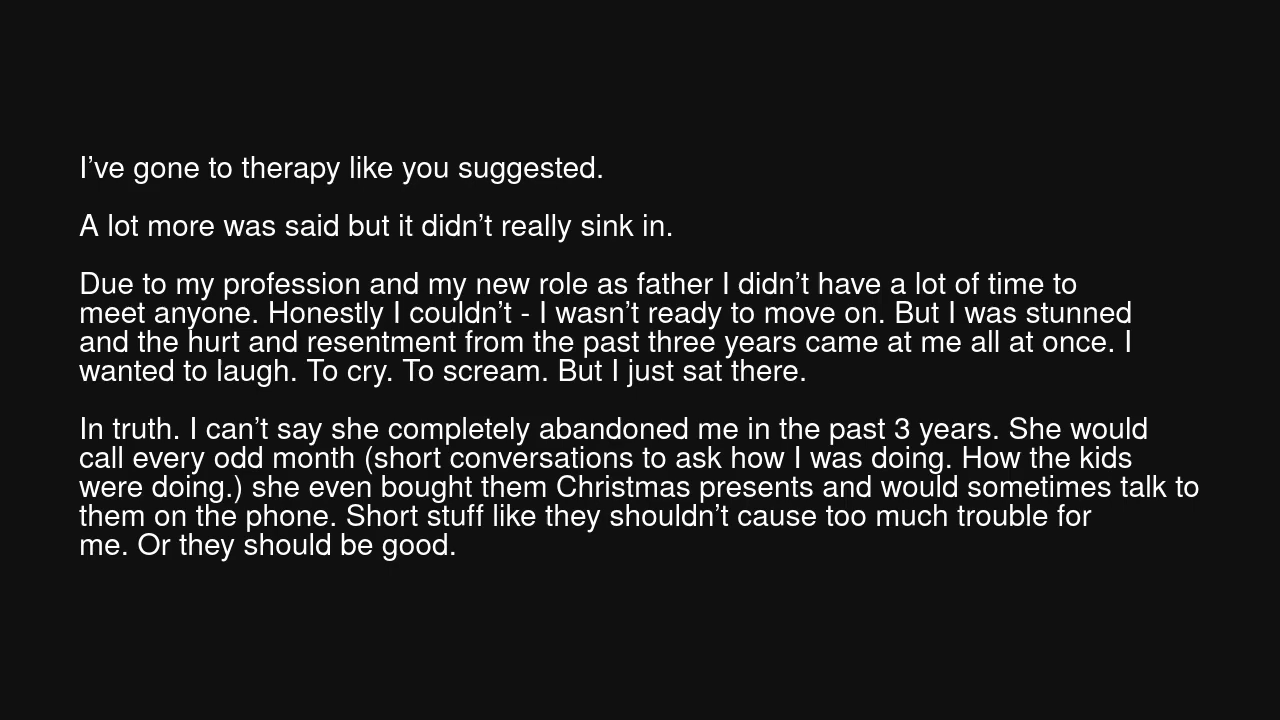 I’ve gone to therapy like you suggested.
A lot more was said but it didn’t really sink in.
Due to my profession and my new role as father I didn’t have a lot of time to
meet anyone. Honestly I couldn’t - I wasn’t ready to move on. But I was stunned
and the hurt and resentment from the past three years came at me all at once. I
wanted to laugh. To cry. To scream. But I just sat there.
In truth. I can’t say she completely abandoned me in the past 3 years. She would
call every odd month (short conversations to ask how I was doing. How the kids
were doing.) she even bought them Christmas presents and would sometimes talk to
them on the phone. Short stuff like they shouldn’t cause too much trouble for
me. Or they should be good.